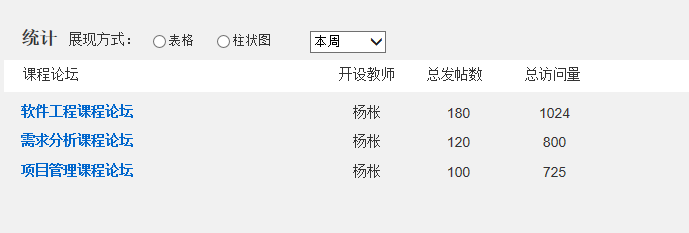 统计 展现方式： 表格 柱状图 本周
课程论坛 开设教师 总发帖数 总访问量
软件工程课程论坛 杨枨 180 1024
需求分析课程论坛 杨枨 120 800
项目管理课程论坛 杨枨 100 725